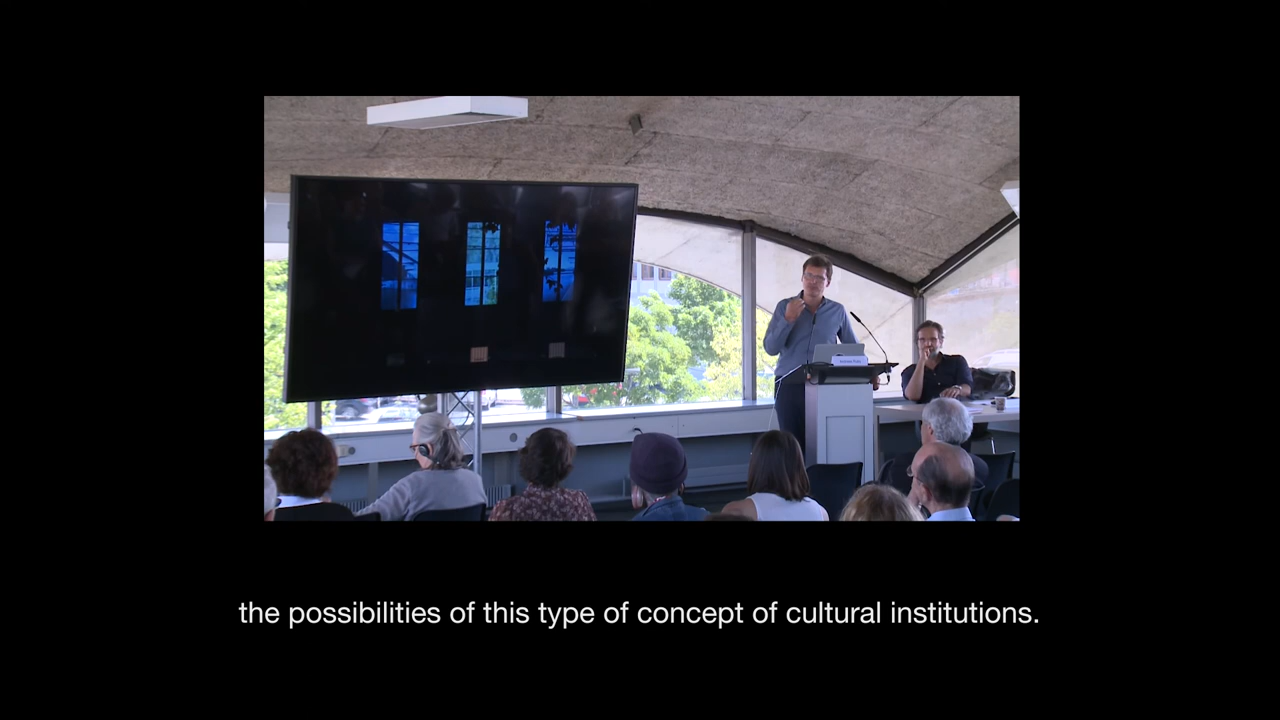 the possibilities of this type of concept of cultural institutions.